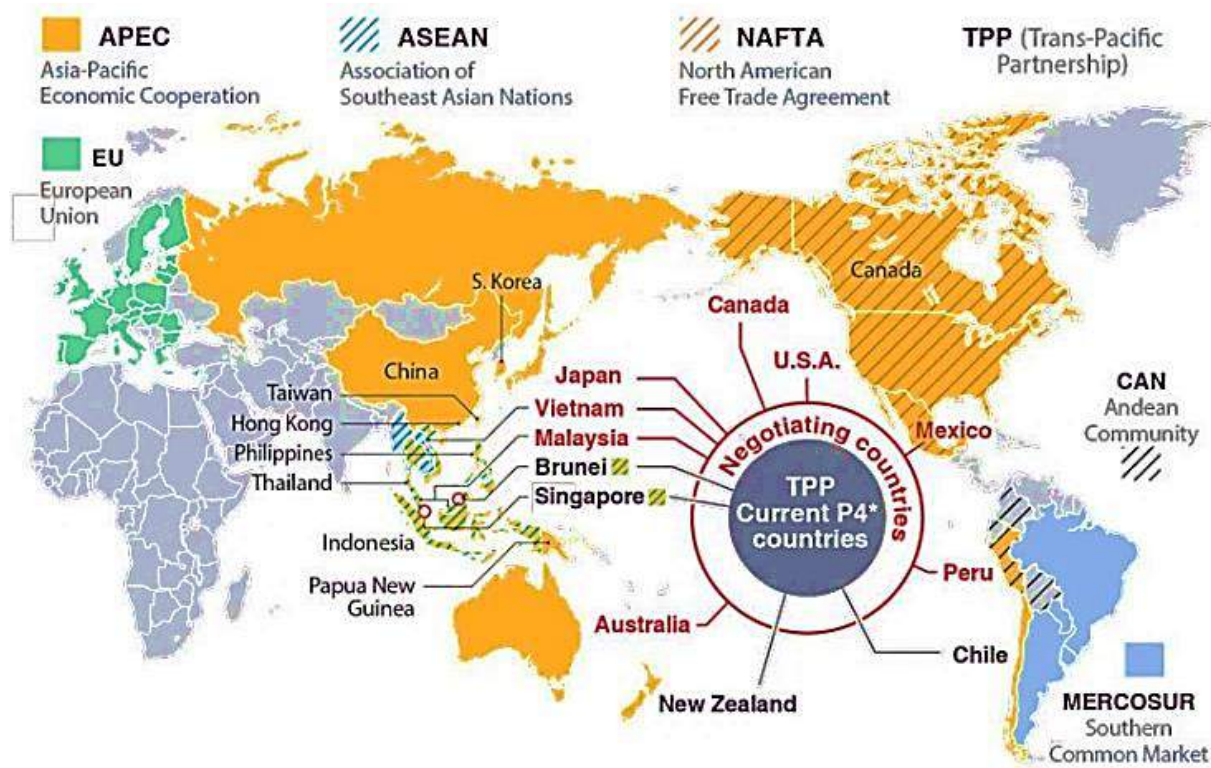 APEC
Asia-Pacific
Economic Cooperation
ASEAN
Association of
Southeast Asian Nations
NAFTA
North American
Free Trade Agreement
TPP (Trans-Pacific
Partnership)
EU
European
Union
S. Korea
China
Taiwan
Hong Kong
Philippines
Thailand
Indonesia
Papua New
Guinea
Canada
Canada
U.S.A.
Japan
Vietnam
Malaysia
Brunei
Singapore
Mexico
Negotiating countries
TPP
Current P4*
countries
Peru
Australia
Chile
New Zealand
CAN
Andean
Community
MERCOSUR
Southern
Common Market